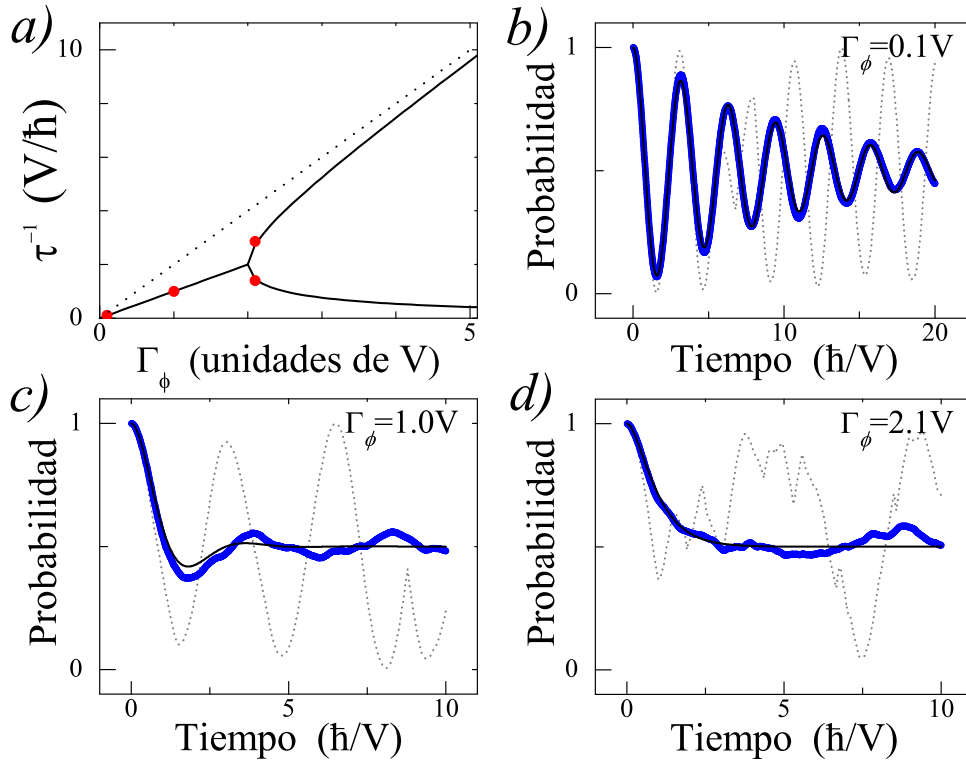 a)
10
0
τ⁻¹ (V/ħ)
0
5
Γϕ (unidades de V)
b)
Γϕ=0.1V
1
0
Probabilidad
0
10
20
Tiempo (ħ/V)
c)
Γϕ=1.0V
1
0
Probabilidad
0
5
10
Tiempo (ħ/V)
d)
Γϕ=2.1V
1
0
Probabilidad
0
5
10
Tiempo (ħ/V)